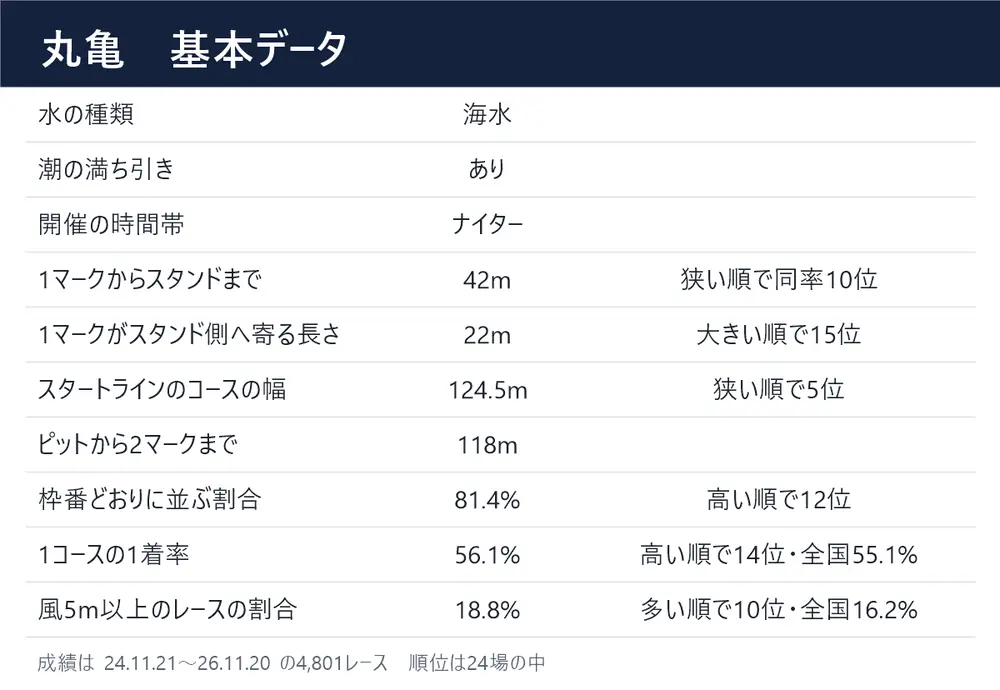 丸亀　基本データ
水の種類 海水
潮の満ち引き あり
開催の時間帯 ナイター
1マークからスタンドまで 42m 狭い順で同率10位
1マークがスタンド側へ寄る長さ 22m 大きい順で15位
スタートラインのコースの幅 124.5m 狭い順で5位
ピットから2マークまで 118m
枠番どおりに並ぶ割合 81.4% 高い順で12位
1コースの1着率 56.1% 高い順で14位・全国55.1%
風5m以上のレースの割合 18.8% 多い順で10位・全国16.2%
成績は 24.11.21～26.11.20 の4,801レース　順位は24場の中